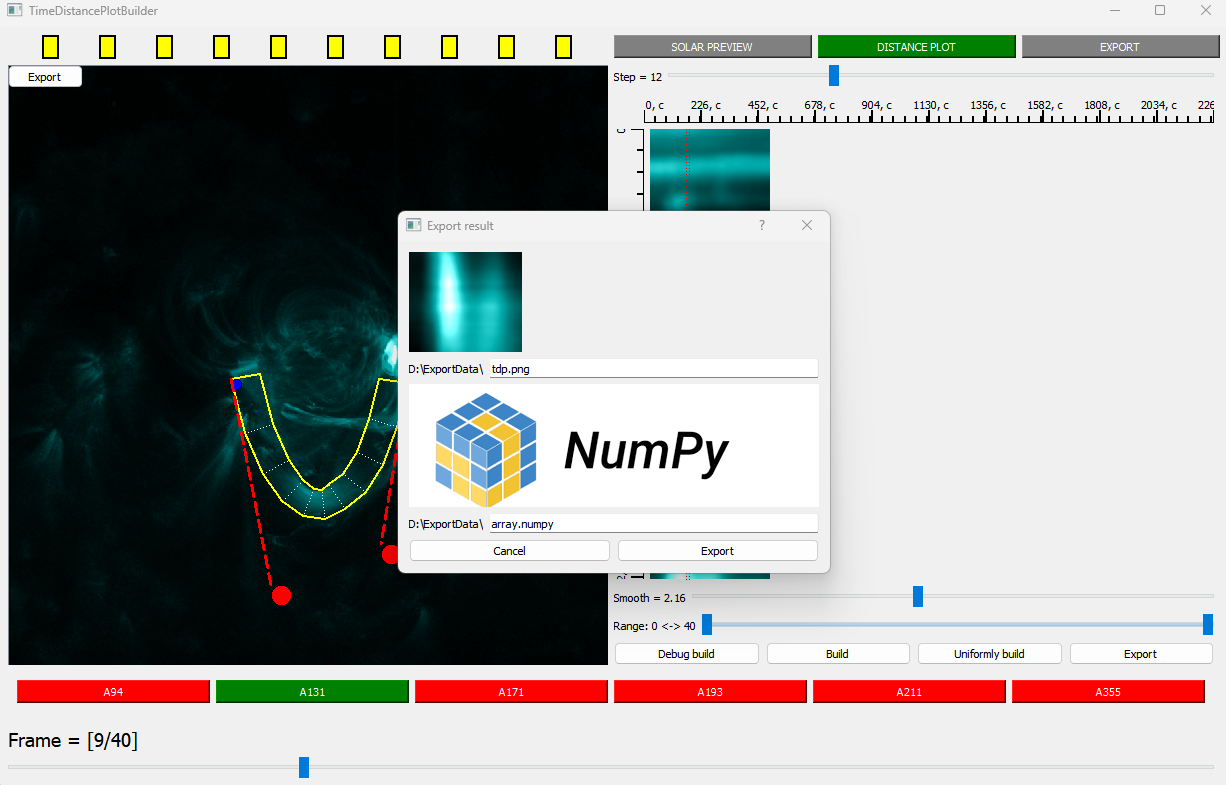 TimeDistancePlotBuilder
SOLAR PREVIEW DISTANCE PLOT EXPORT
Export
Step = 12
0, c 226, c 452, c 678, c 904, c 1130, c 1356, c 1582, c 1808, c 2034, c 226
Export result
?
D:\ExportData\ tdp.png
NumPy
D:\ExportData\ array.numpy
Cancel Export
Smooth = 2.16
Range: 0 <-> 40
Debug build Build Uniformly build Export
A94 A131 A171 A193 A211 A355
Frame = [9/40]